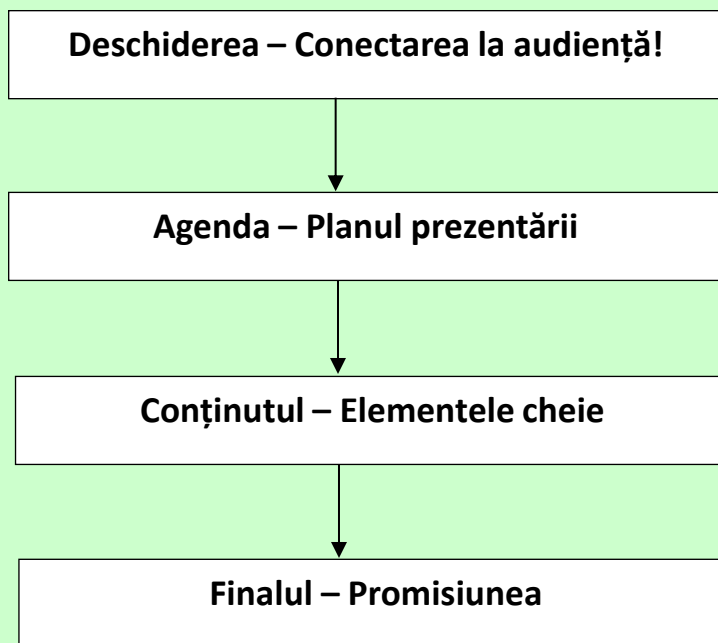 Deschiderea – Conectarea la audiență!
Agenda – Planul prezentării
Conținutul – Elementele cheie
Finalul – Promisiunea